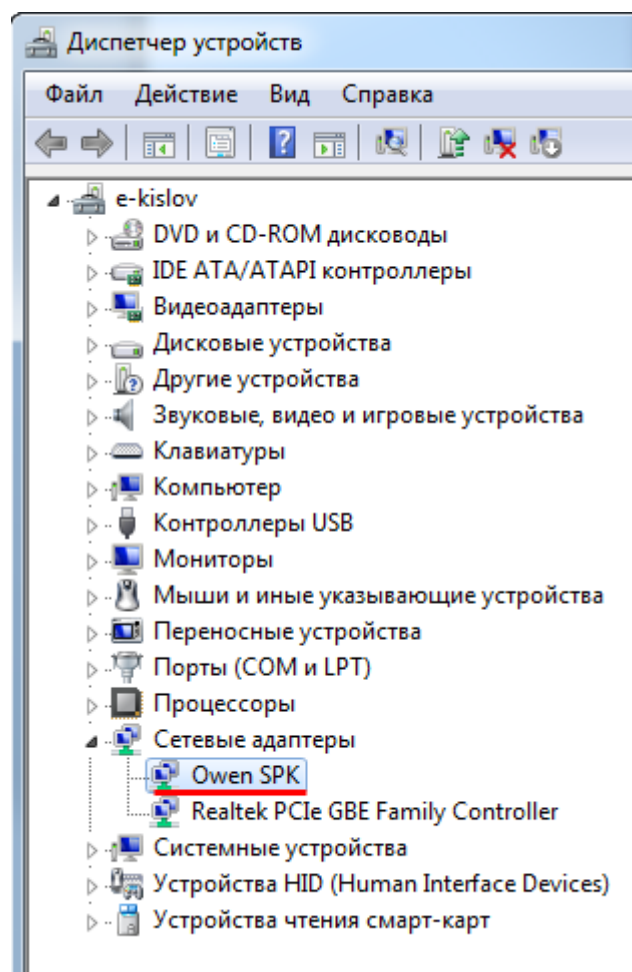 Диспетчер устройств
Файл Действие Вид Справка
e-kislov
DVD и CD-ROM дисководы
IDE ATA/ATAPI контроллеры
Видеоадаптеры
Дисковые устройства
Другие устройства
Звуковые, видео и игровые устройства
Клавиатуры
Компьютер
Контроллеры USB
Мониторы
Мыши и иные указывающие устройства
Переносные устройства
Порты (COM и LPT)
Процессоры
Сетевые адаптеры
Owen SPK
Realtek PCIe GBE Family Controller
Системные устройства
Устройства HID (Human Interface Devices)
Устройства чтения смарт-карт